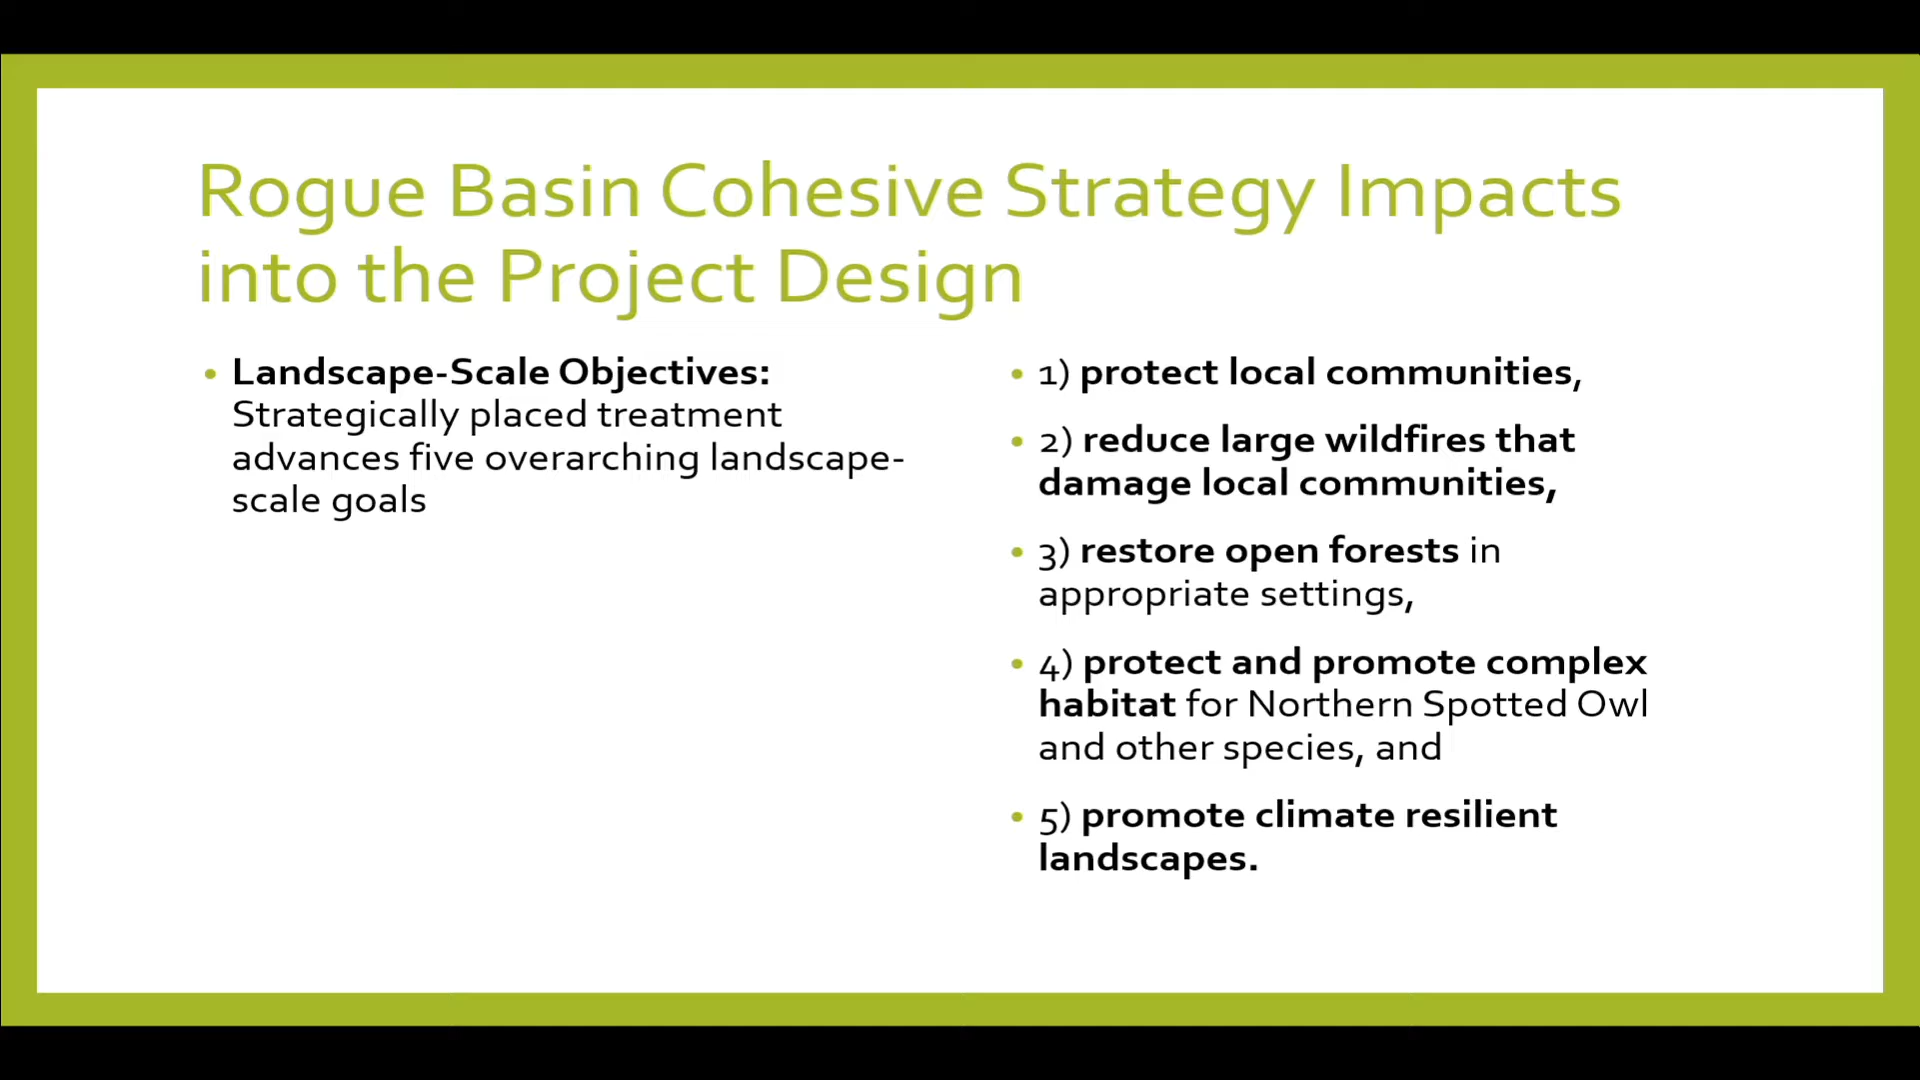 Rogue Basin Cohesive Strategy Impacts
into the Project Design
• Landscape-Scale Objectives:
Strategically placed treatment
advances five overarching landscape-
scale goals
• 1) protect local communities,
• 2) reduce large wildfires that
damage local communities,
• 3) restore open forests in
appropriate settings,
• 4) protect and promote complex
habitat for Northern Spotted Owl
and other species, and
• 5) promote climate resilient
landscapes.